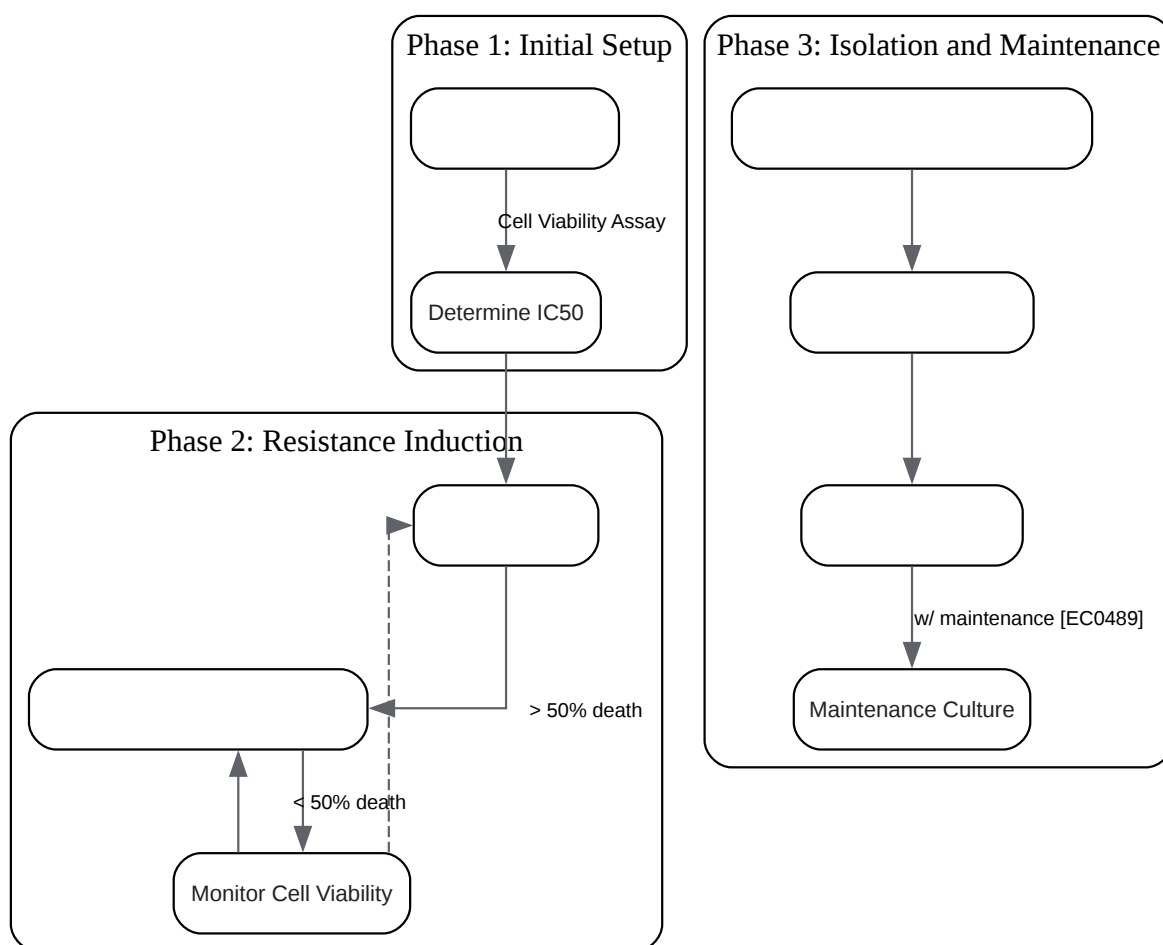 Phase 1: Initial Setup
Cell Viability Assay
Determine IC50
Phase 2: Resistance Induction
> 50% death
< 50% death
Monitor Cell Viability
Phase 3: Isolation and Maintenance
w/ maintenance [EC0489]
Maintenance Culture